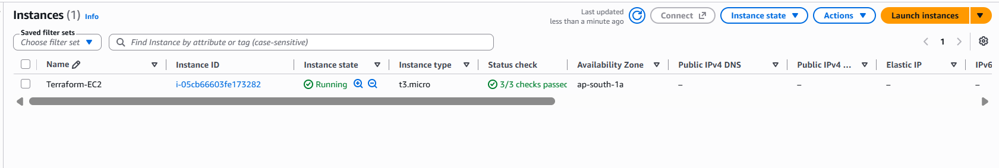 Instances (1) Info
Last updated
less than a minute ago
Connect
Instance state
Actions
Launch instances
Saved filter sets
Choose filter set
Find Instance by attribute or tag (case-sensitive)
1
Name Instance ID Instance state Instance type Status check Availability Zone Public IPv4 DNS Public IPv4 ... Elastic IP IPv6
Terraform-EC2 i-05cb66603fe173282 Running t3.micro 3/3 checks passec ap-south-1a – – – –